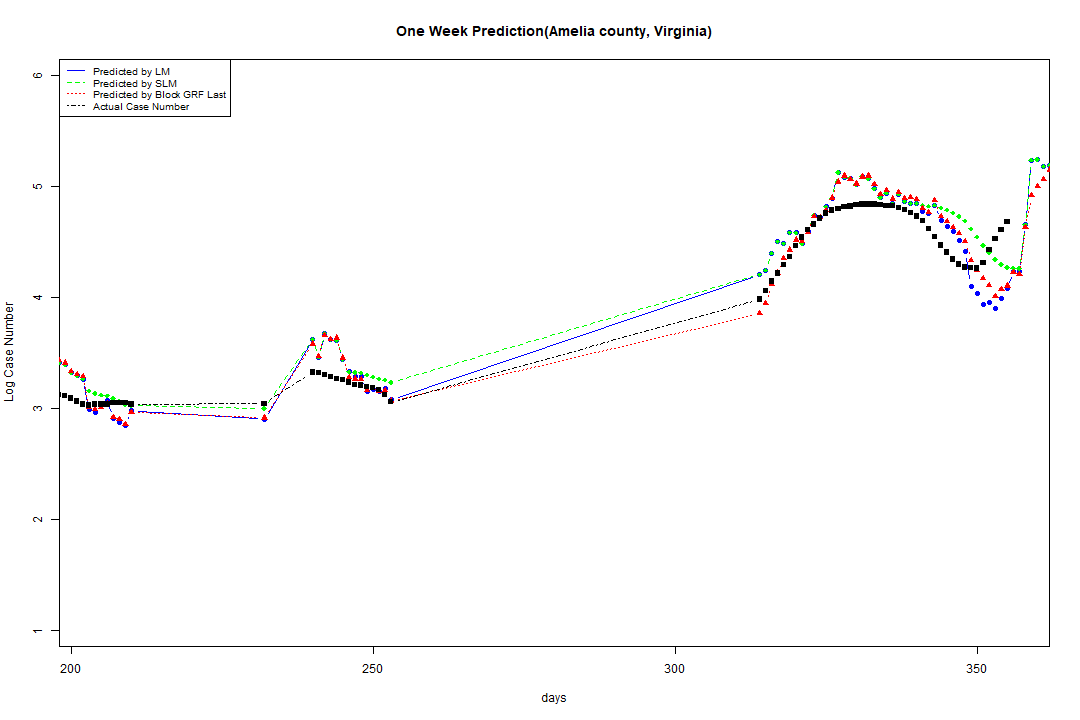 One Week Prediction(Amelia county, Virginia)
Predicted by LM
Predicted by SLM
Predicted by Block GRF Last
Actual Case Number
6
5
4
3
2
1
Log Case Number
200 250 300 350
days